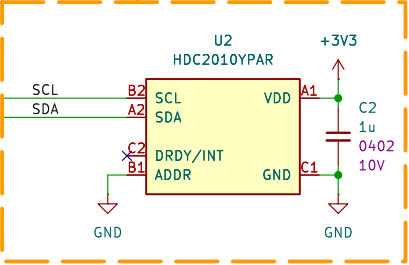 U2
HDC2010YPAR
+3V3
SCL B2 SCL VDD A1
SDA A2 SDA
C2
1u
0402
10V
C2 DRDY/INT
B1 ADDR GND C1
GND
GND